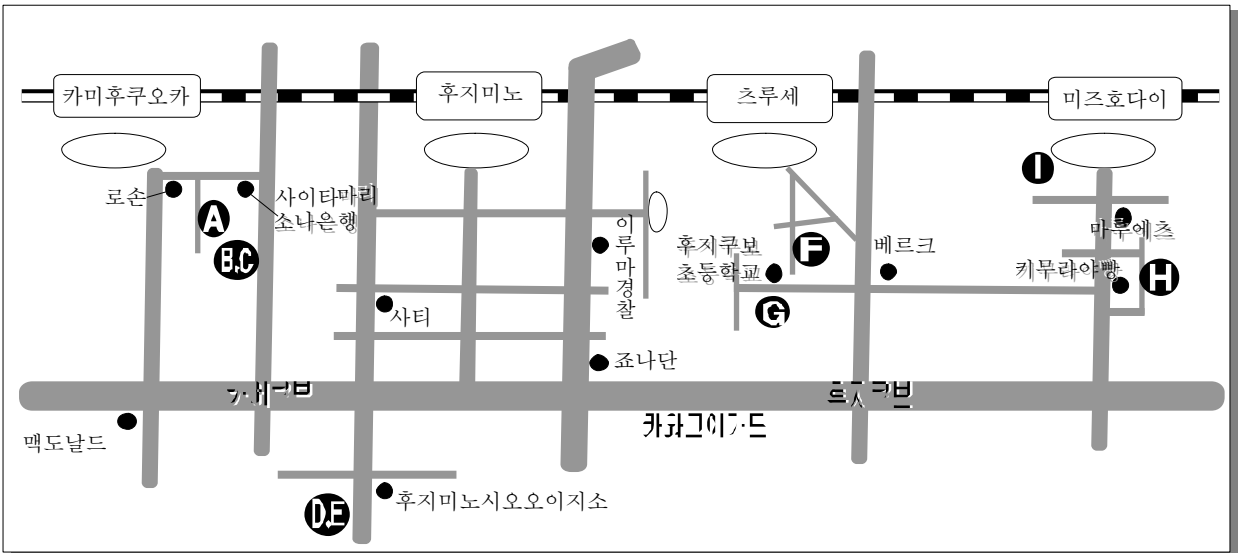 카미후쿠오카
후지미노
츠루세
미즈호다이
I
로손
사이타마리
소나은행
A
B,C
이루마경찰
후지쿠보
초등학교
F
베르크
마루에츠
키무라야빵
H
G
사티
죠나단
맥도날드
D,E
후지미노시오오이지소